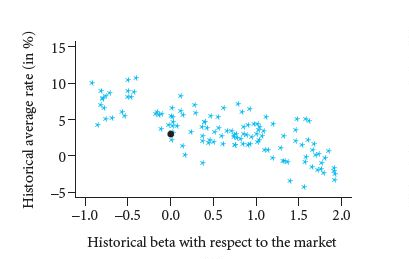 Historical average rate (in %)
15
10
5
0
−5
−1.0 −0.5 0.0 0.5 1.0 1.5 2.0
Historical beta with respect to the market